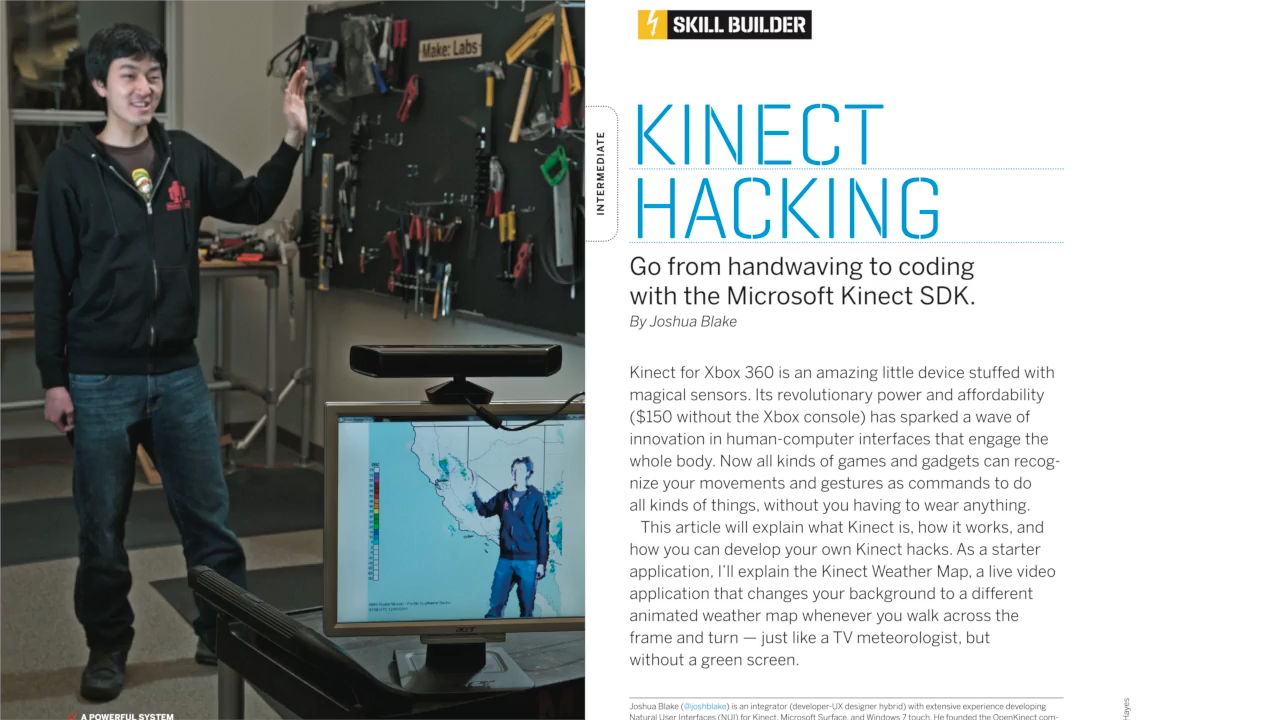 Make: Labs
A POWERFUL SYSTEM
SKILL BUILDER
INTERMEDIATE
KINECT
HACKING
Go from handwaving to coding
with the Microsoft Kinect SDK.
By Joshua Blake
Kinect for Xbox 360 is an amazing little device stuffed with
magical sensors. Its revolutionary power and affordability
($150 without the Xbox console) has sparked a wave of
innovation in human-computer interfaces that engage the
whole body. Now all kinds of games and gadgets can recog-
nize your movements and gestures as commands to do
all kinds of things, without you having to wear anything.
This article will explain what Kinect is, how it works, and
how you can develop your own Kinect hacks. As a starter
application, I'll explain the Kinect Weather Map, a live video
application that changes your background to a different
animated weather map whenever you walk across the
frame and turn — just like a TV meteorologist, but
without a green screen.
Joshua Blake (@joshblake) is an integrator (developer-UX designer hybrid) with extensive experience developing
Natural User Interfaces (NUI) for Kinect, Microsoft Surface, and Windows 7 touch. He founded the OpenKinect com-
Hayes